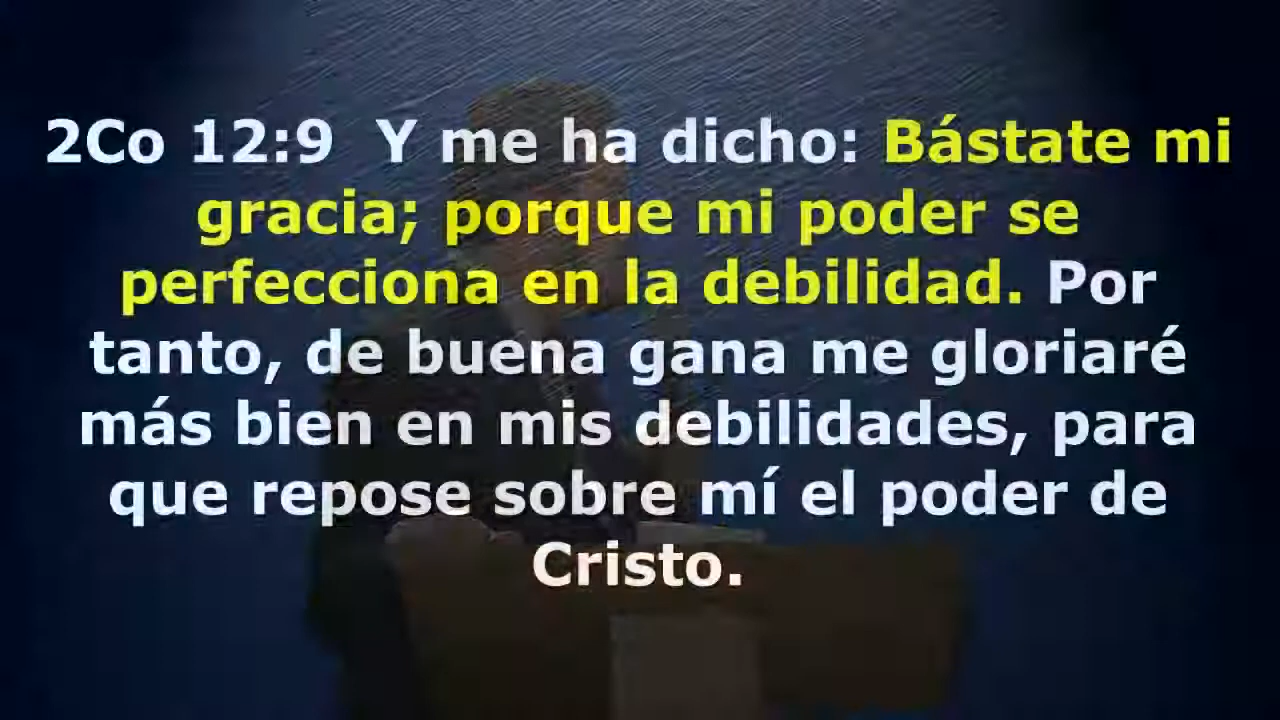 2Co 12:9  Y me ha dicho: Bástate mi
gracia; porque mi poder se
perfecciona en la debilidad. Por
tanto, de buena gana me gloriaré
más bien en mis debilidades, para
que repose sobre mí el poder de
Cristo.